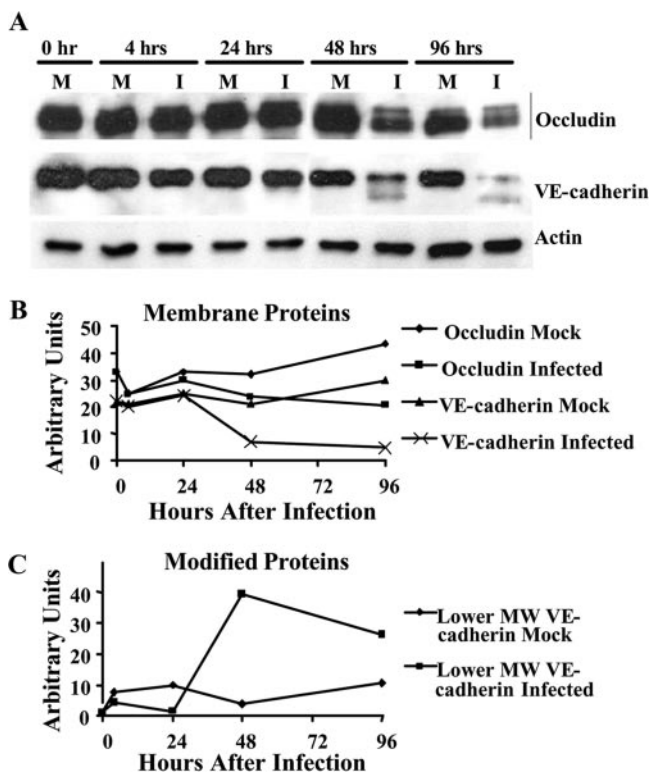 A
0 hr 4 hrs 24 hrs 48 hrs 96 hrs
M M I M I M I M I
Occludin
VE-cadherin
Actin
B
Membrane Proteins
Arbitrary Units
50
40
30
20
10
0
0 24 48 72 96
Hours After Infection
Occludin Mock
Occludin Infected
VE-cadherin Mock
VE-cadherin Infected
C
Modified Proteins
Arbitrary Units
40
30
20
10
0
0 24 48 72 96
Hours After Infection
Lower MW VE-
cadherin Mock
Lower MW VE-
cadherin Infected